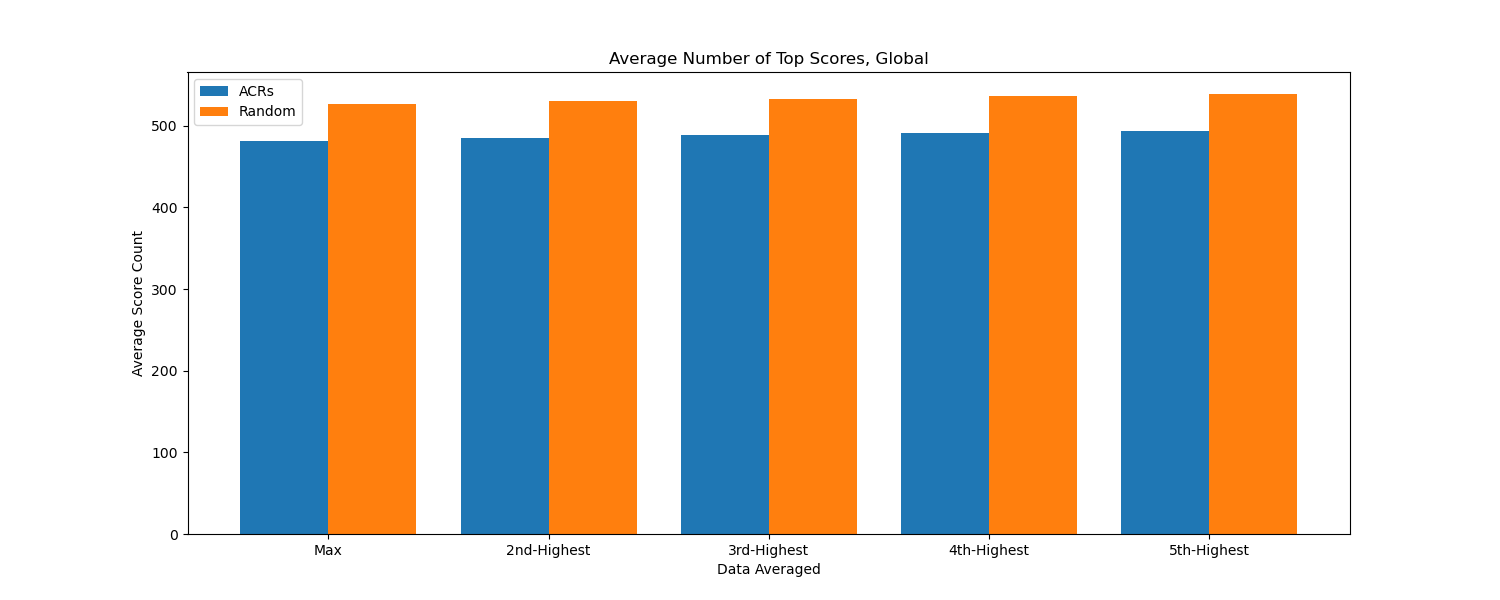 Average Number of Top Scores, Global
ACRs
Random
Average Score Count
500
400
300
200
100
0
Max 2nd-Highest 3rd-Highest 4th-Highest 5th-Highest
Data Averaged